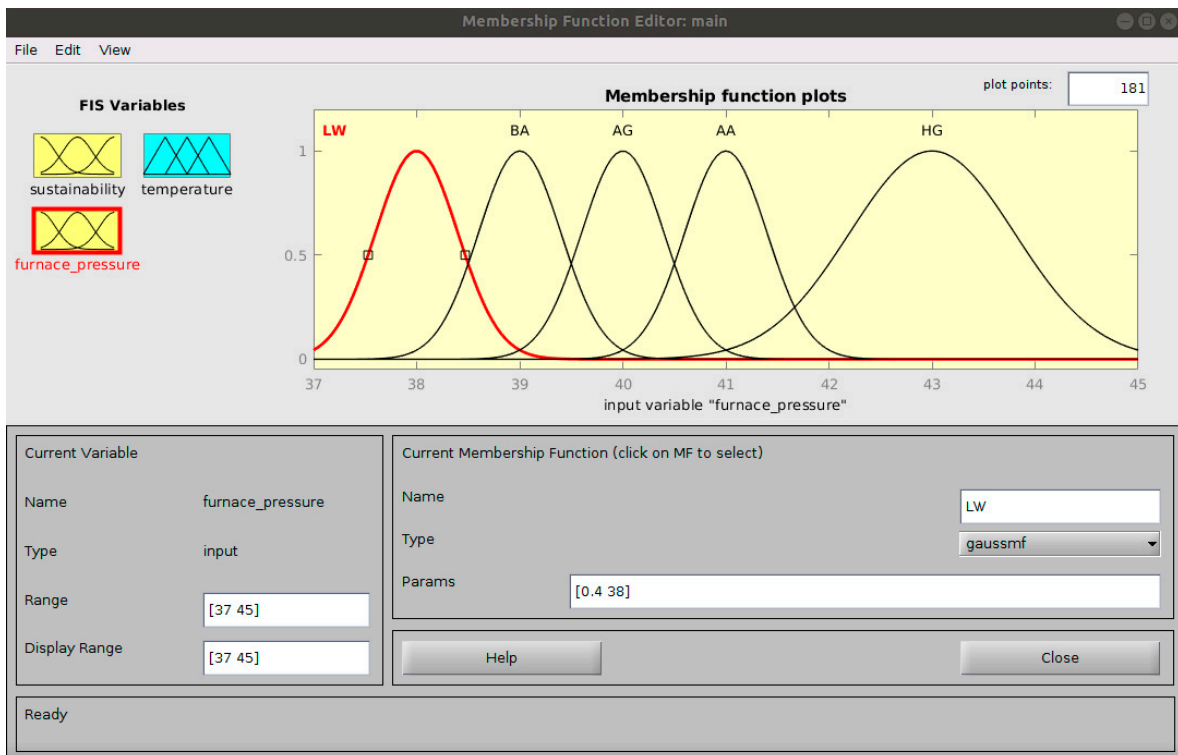 Membership Function Editor: main
File Edit View
FIS Variables
sustainability temperature
furnace_pressure
plot points: 181
Membership function plots
LW BA AG AA HG
1
0.5
0
37 38 39 40 41 42 43 44 45
input variable "furnace_pressure"
Current Variable
Name furnace_pressure
Type input
Range [37 45]
Display Range [37 45]
Current Membership Function (click on MF to select)
Name LW
Type gaussmf
Params [0.4 38]
Help Close
Ready